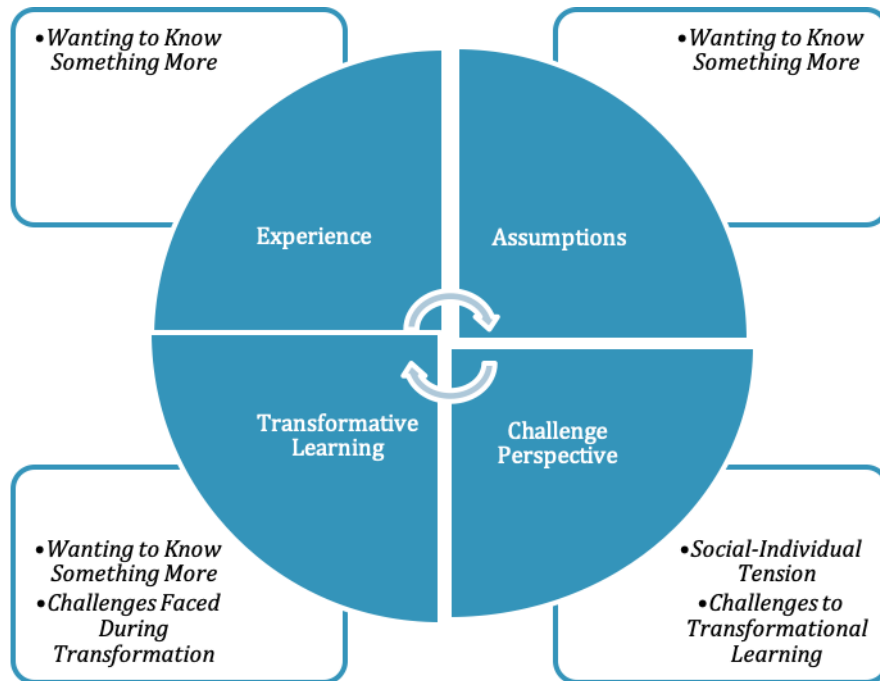 •Wanting to Know
Something More
•Wanting to Know
Something More
Experience
Assumptions
Transformative
Learning
Challenge
Perspective
•Wanting to Know
Something More
•Challenges Faced
During
Transformation
•Social-Individual
Tension
•Challenges to
Transformational
Learning